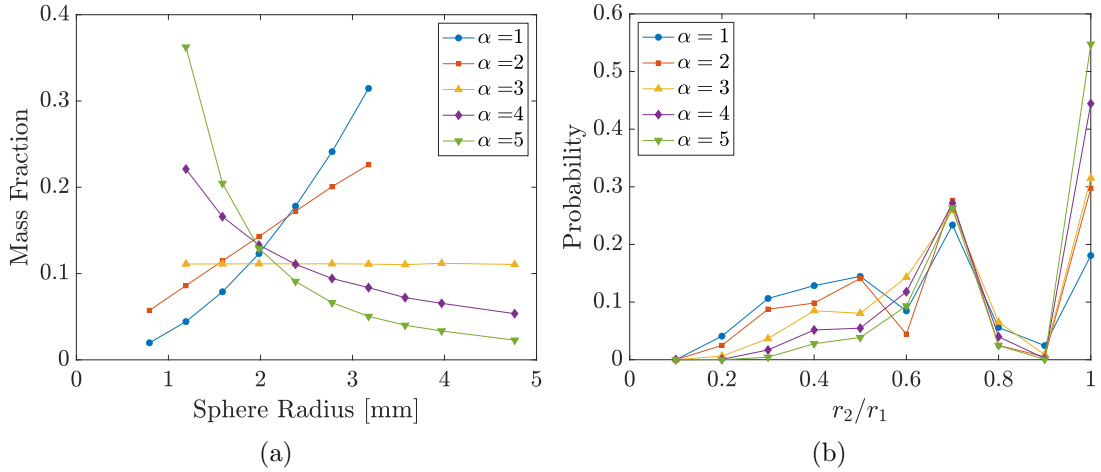 0.4
0.3
0.2
0.1
0
Mass Fraction
1
2
3
4
5
Sphere Radius [mm]
α =1
α =2
α =3
α =4
α =5
(a)
0.6
0.5
0.4
0.3
0.2
0.1
0
Probability
0
0.2
0.4
0.6
0.8
1
r₂/r₁
α = 1
α = 2
α = 3
α = 4
α = 5
(b)